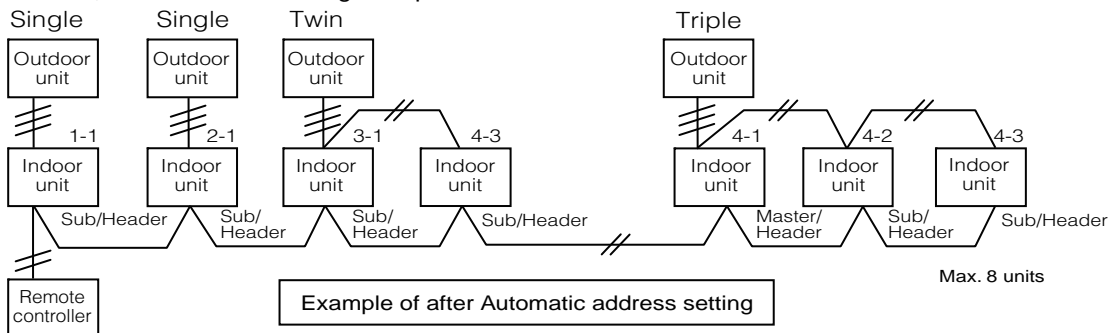 Single Single Twin Triple
Outdoor unit
Outdoor unit
Outdoor unit
Outdoor unit
1-1 2-1 3-1 4-3 4-1 4-2 4-3
Indoor unit
Indoor unit
Indoor unit
Indoor unit
Indoor unit
Indoor unit
Indoor unit
Sub/Header
Sub/
Header
Sub/
Header
Sub/Header
Master/
Header
Sub/
Header
Sub/Header
Max. 8 units
Remote
controller
Example of after Automatic address setting